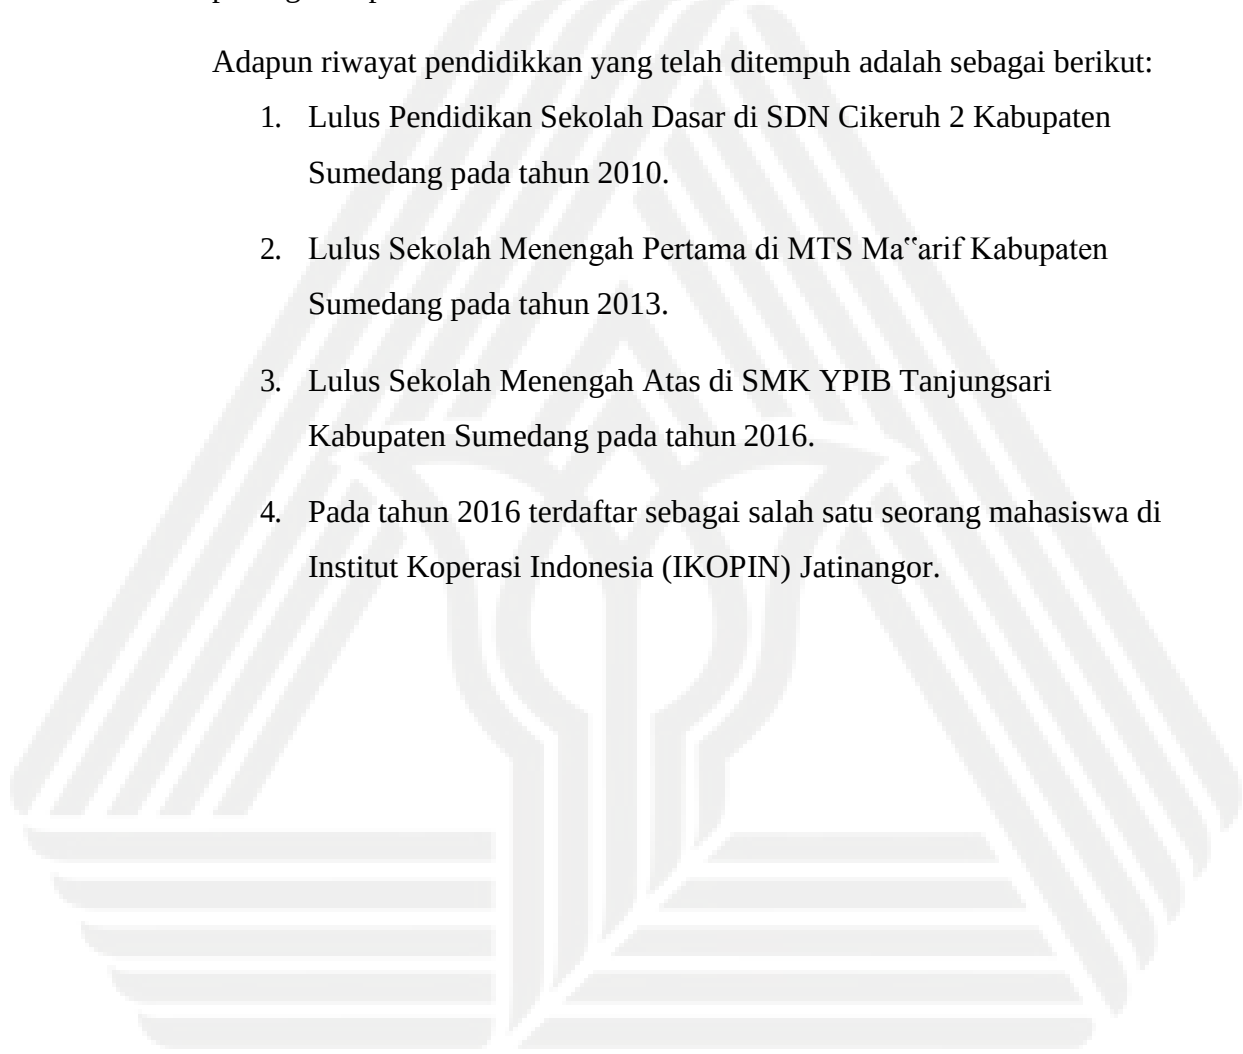 Adapun riwayat pendidikkan yang telah ditempuh adalah sebagai berikut:
1. Lulus Pendidikan Sekolah Dasar di SDN Cikeruh 2 Kabupaten
Sumedang pada tahun 2010.
2. Lulus Sekolah Menengah Pertama di MTS Ma‟arif Kabupaten
Sumedang pada tahun 2013.
3. Lulus Sekolah Menengah Atas di SMK YPIB Tanjungsari
Kabupaten Sumedang pada tahun 2016.
4. Pada tahun 2016 terdaftar sebagai salah satu seorang mahasiswa di
Institut Koperasi Indonesia (IKOPIN) Jatinangor.